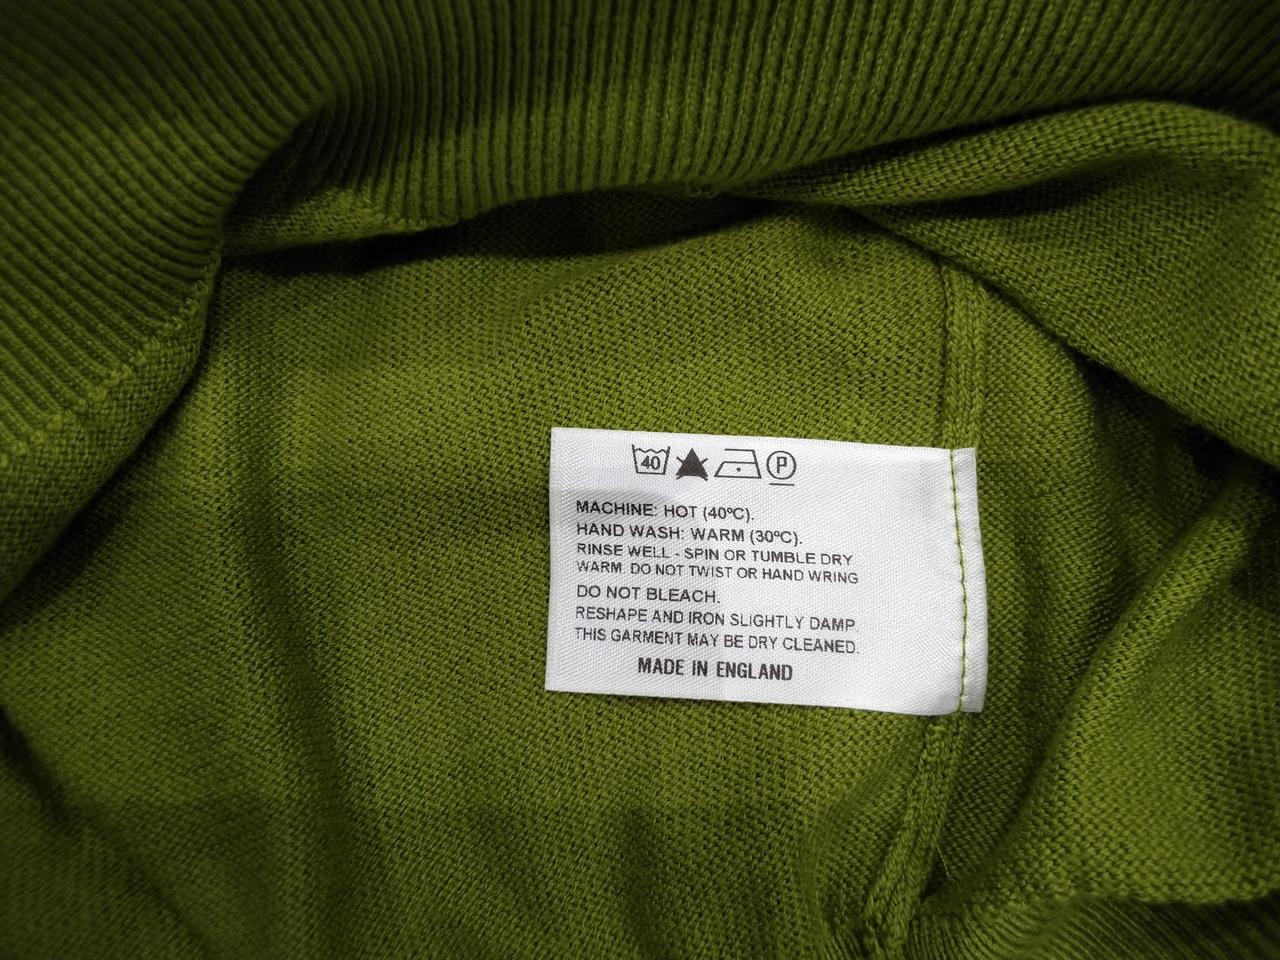 40 P
MACHINE: HOT (40ºC).
HAND WASH: WARM (30ºC).
RINSE WELL - SPIN OR TUMBLE DRY
WARM. DO NOT TWIST OR HAND WRING
DO NOT BLEACH.
RESHAPE AND IRON SLIGHTLY DAMP.
THIS GARMENT MAY BE DRY CLEANED.
MADE IN ENGLAND